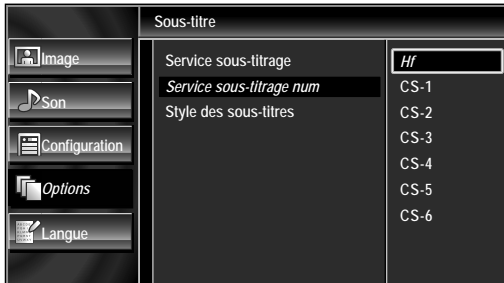 Sous-titre
Image
Son
Configuration
Options
Langue
Service sous-titrage
Service sous-titrage num
Style des sous-titres
Hf
CS-1
CS-2
CS-3
CS-4
CS-5
CS-6